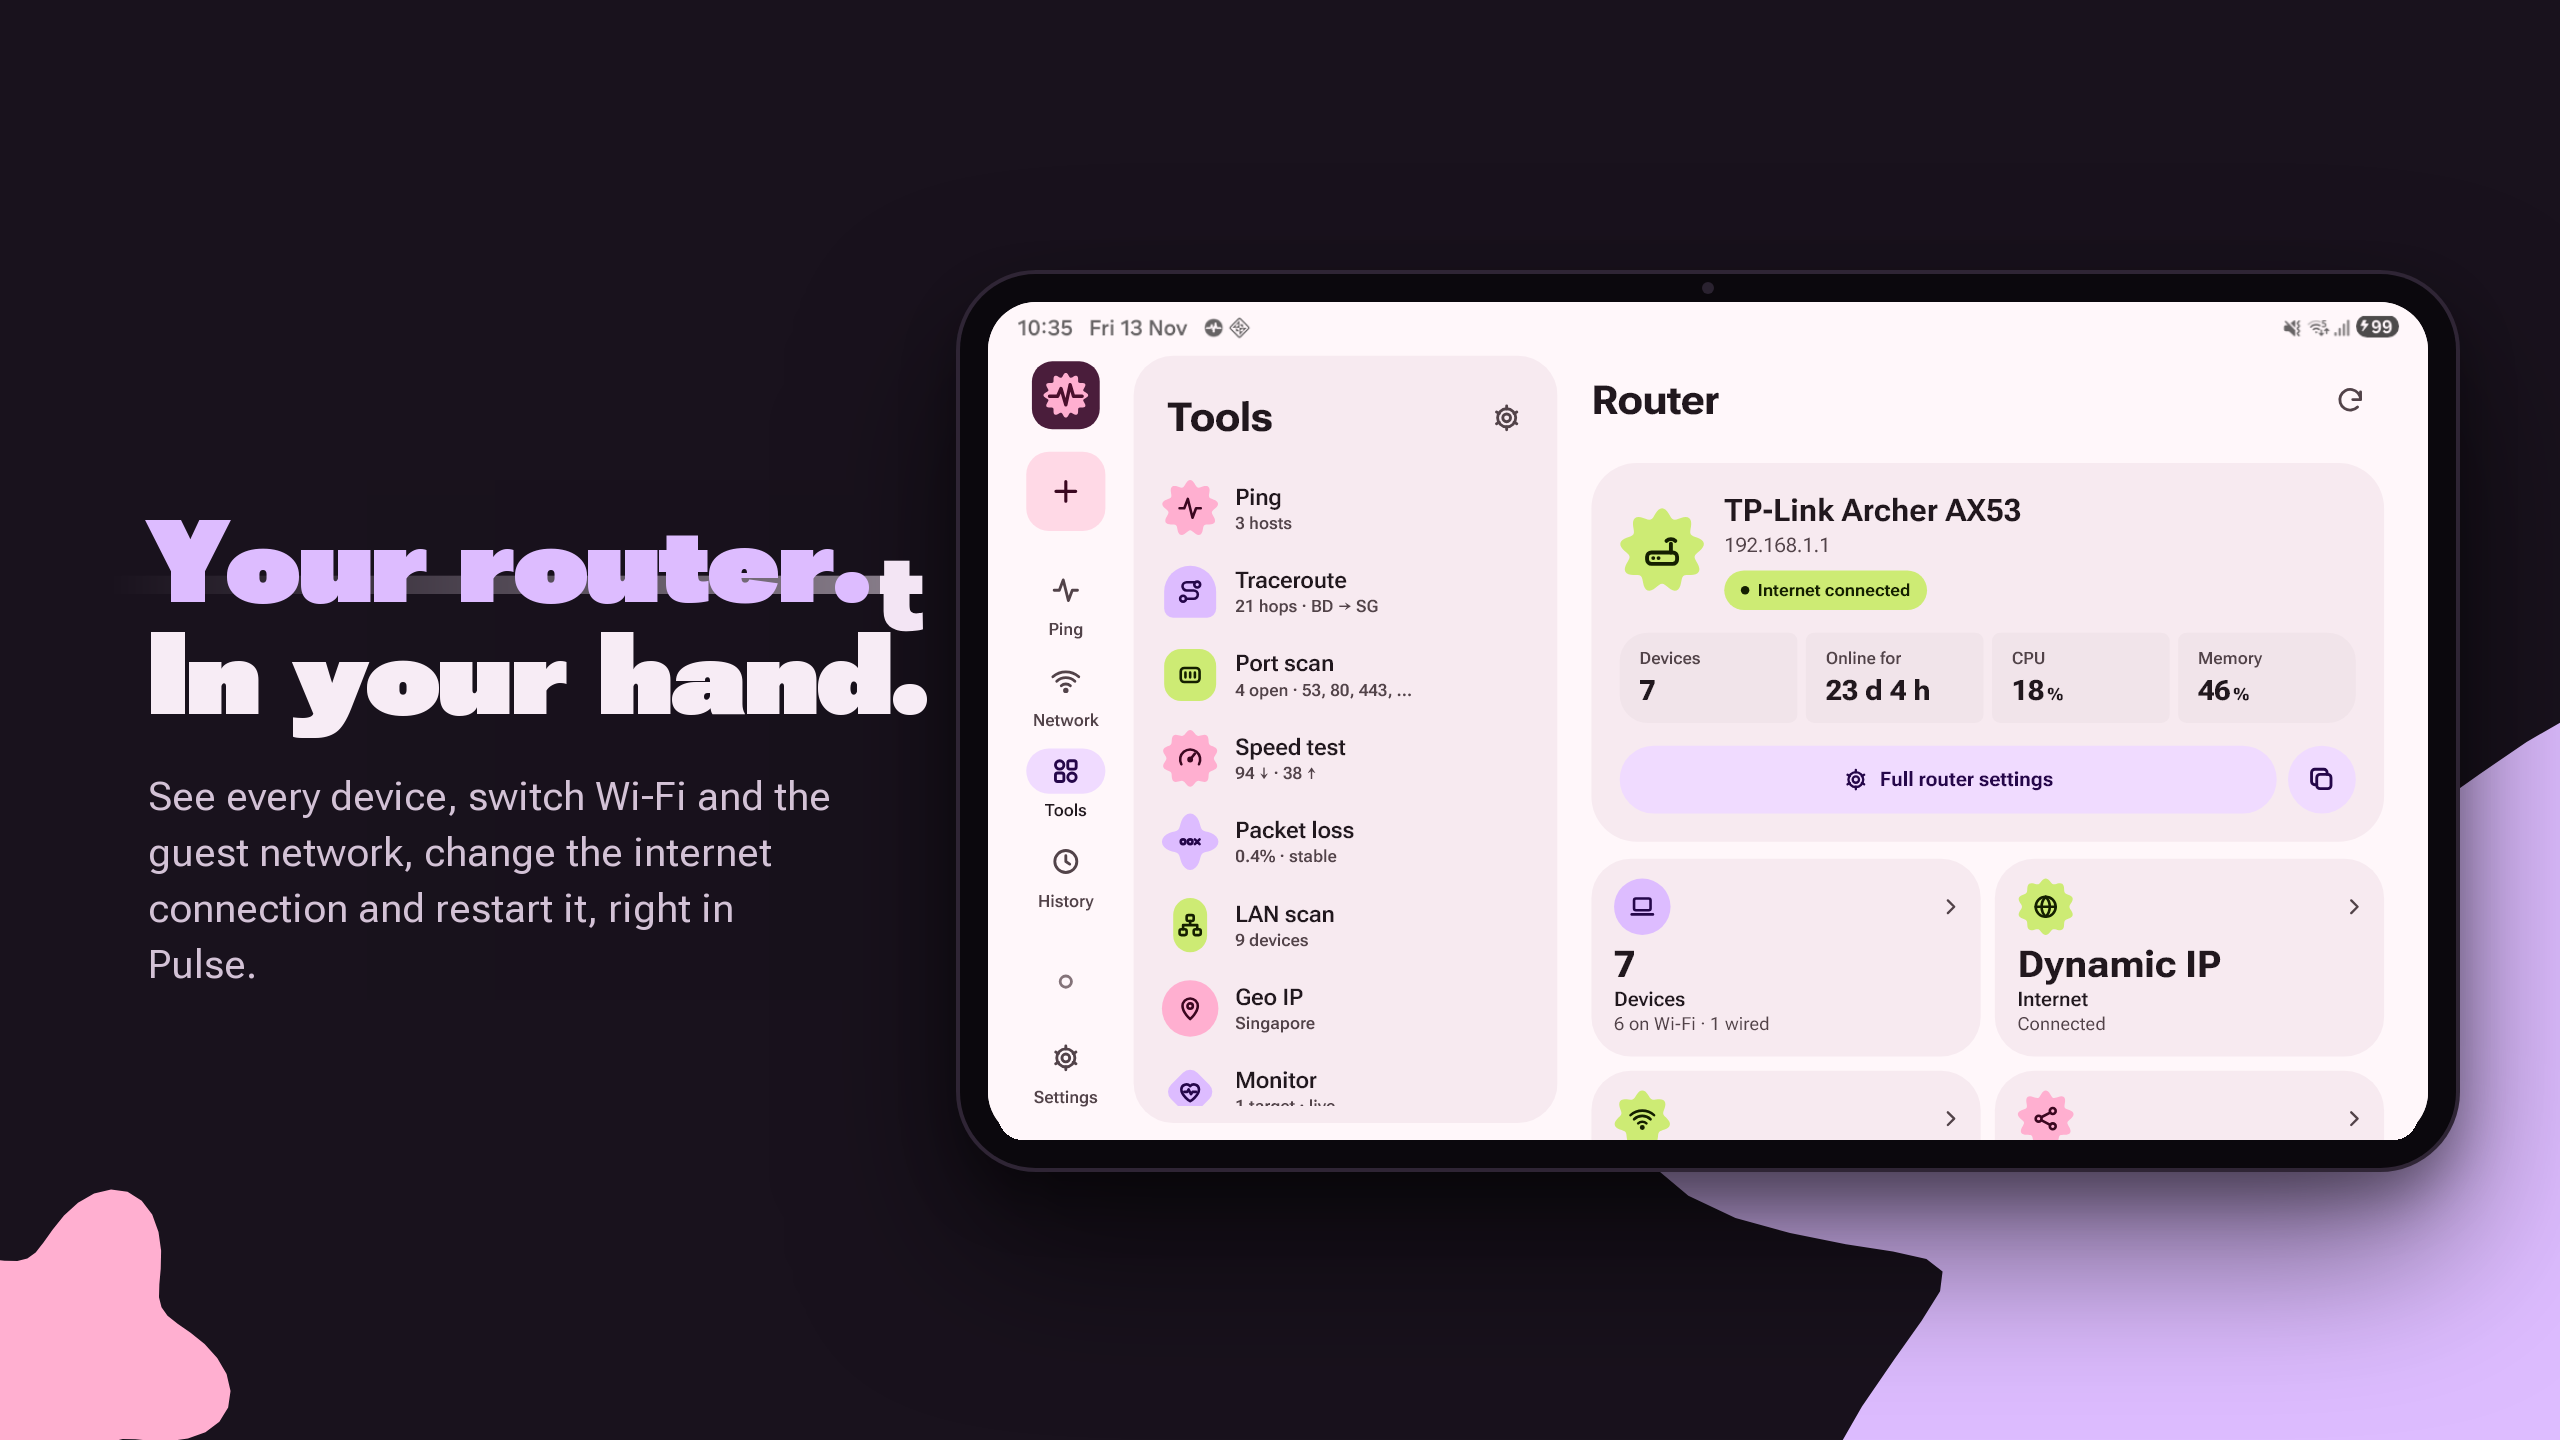 Your router.
t
In your hand.
See every device, switch Wi-Fi and the
guest network, change the internet
connection and restart it, right in
Pulse.
10:35 Fri 13 Nov
99
Ping
Network
Tools
History
Settings
Tools
Ping
3 hosts
Traceroute
21 hops · BD → SG
Port scan
4 open · 53, 80, 443, ...
Speed test
94 ↓ · 38 ↑
Packet loss
0.4% · stable
LAN scan
9 devices
Geo IP
Singapore
Monitor
1 target · live
Router
TP-Link Archer AX53
192.168.1.1
Internet connected
Devices
7
Online for
23 d 4 h
CPU
18%
Memory
46%
Full router settings
7
Devices
6 on Wi-Fi · 1 wired
Dynamic IP
Internet
Connected